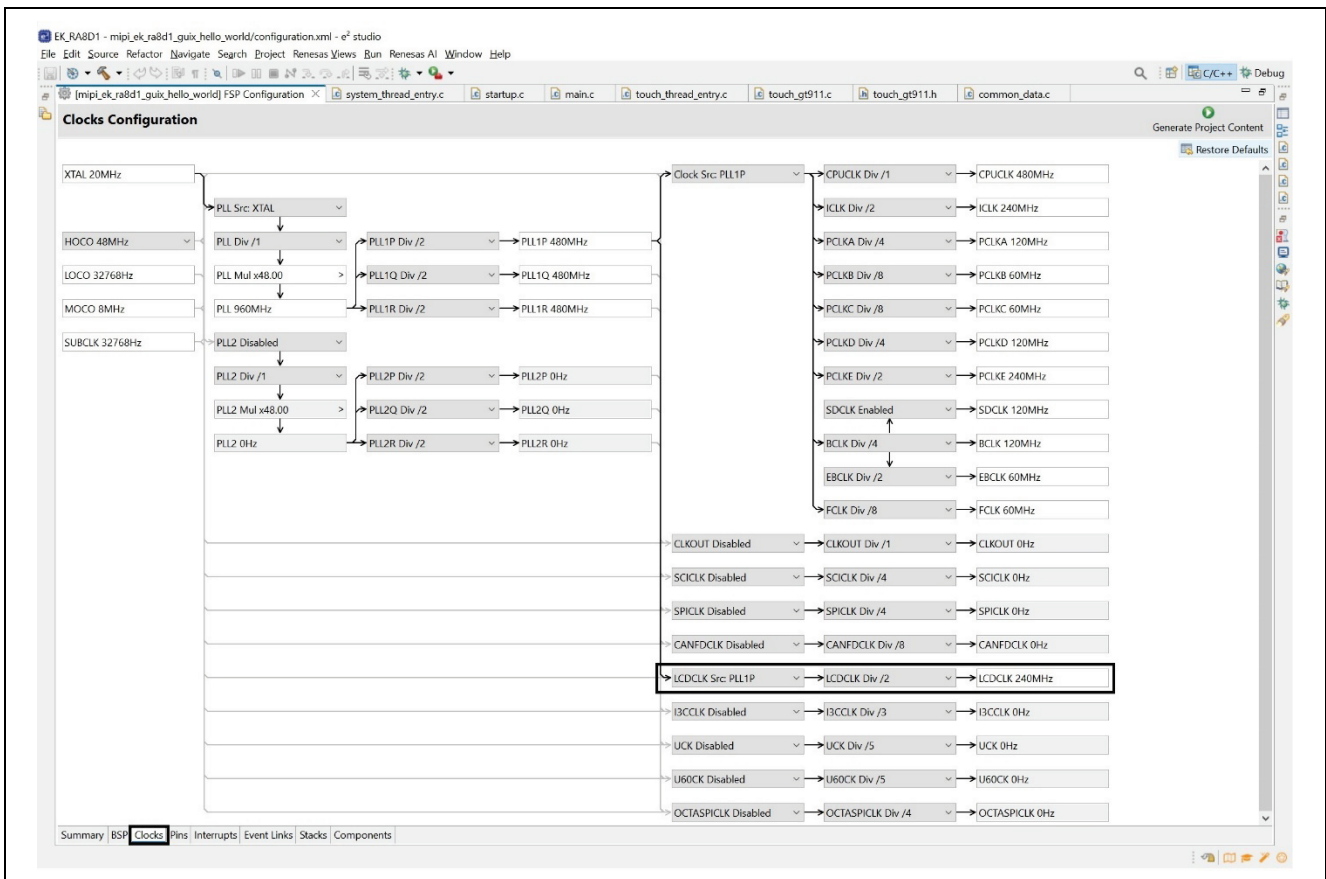 EK_RA8D1 - mipi_ek_ra8d1_guix_hello_world/configuration.xml - e² studio
File Edit Source Refactor Navigate Search Project Renesas Views Run Renesas AI Window Help
C/C++ Debug
[mipi_ek_ra8d1_guix_hello_world] FSP Configuration system_thread_entry.c startup.c main.c touch_thread_entry.c touch_gt911.c touch_gt911.h common_data.c
Clocks Configuration
Generate Project Content
Restore Defaults
XTAL 20MHz Clock Src: PLL1P CPUCLK Div /1 CPUCLK 480MHz
PLL Src: XTAL ICLK Div /2 ICLK 240MHz
HOCO 48MHz PLL Div /1 PLL1P Div /2 PLL1P 480MHz PCLKA Div /4 PCLKA 120MHz
LOCO 32768Hz PLL Mul x48.00 > PLL1Q Div /2 PLL1Q 480MHz PCLKB Div /8 PCLKB 60MHz
MOCO 8MHz PLL 960MHz PLL1R Div /2 PLL1R 480MHz PCLKC Div /8 PCLKC 60MHz
SUBCLK 32768Hz PLL2 Disabled PCLKD Div /4 PCLKD 120MHz
PLL2 Div /1 PLL2P Div /2 PLL2P 0Hz PCLKE Div /2 PCLKE 240MHz
PLL2 Mul x48.00 > PLL2Q Div /2 PLL2Q 0Hz SDCLK Enabled SDCLK 120MHz
PLL2 0Hz PLL2R Div /2 PLL2R 0Hz BCLK Div /4 BCLK 120MHz
EBCLK Div /2 EBCLK 60MHz
FCLK Div /8 FCLK 60MHz
CLKOUT Disabled CLKOUT Div /1 CLKOUT 0Hz
SCICLK Disabled SCICLK Div /4 SCICLK 0Hz
SPICLK Disabled SPICLK Div /4 SPICLK 0Hz
CANFDCLK Disabled CANFDCLK Div /8 CANFDCLK 0Hz
LCDCLK Src: PLL1P LCDCLK Div /2 LCDCLK 240MHz
I3CCLK Disabled I3CCLK Div /3 I3CCLK 0Hz
UCK Disabled UCK Div /5 UCK 0Hz
U60CK Disabled U60CK Div /5 U60CK 0Hz
OCTASPICLK Disabled OCTASPICLK Div /4 OCTASPICLK 0Hz
Summary BSP Clocks Pins Interrupts Event Links Stacks Components